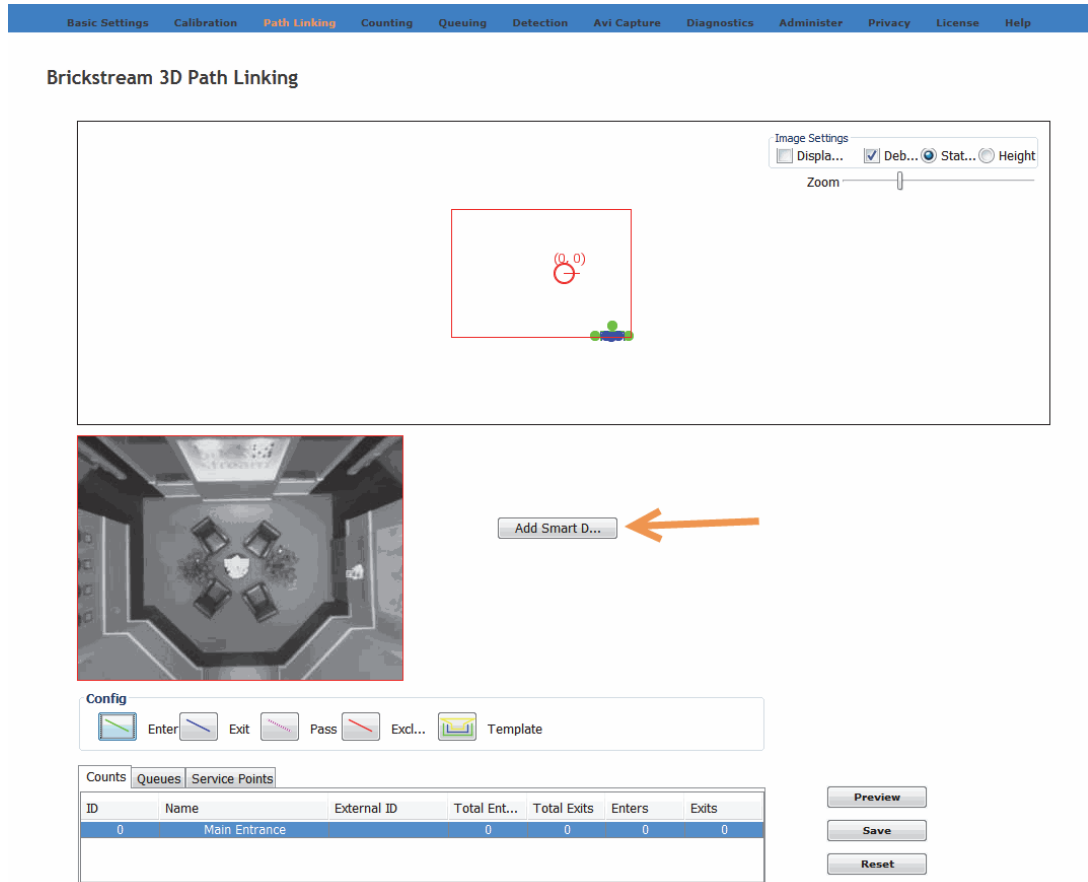 Basic Settings Calibration Path Linking Counting Queuing Detection Avi Capture Diagnostics Administer Privacy License Help
Brickstream 3D Path Linking
Image Settings
Displa... Deb... Stat... Height
Zoom
(0, 0)
Add Smart D...
Config
Enter Exit Pass Excl... Template
Counts Queues Service Points
ID Name External ID Total Ent... Total Exits Enters Exits
0 Main Entrance 0 0 0 0
Preview
Save
Reset